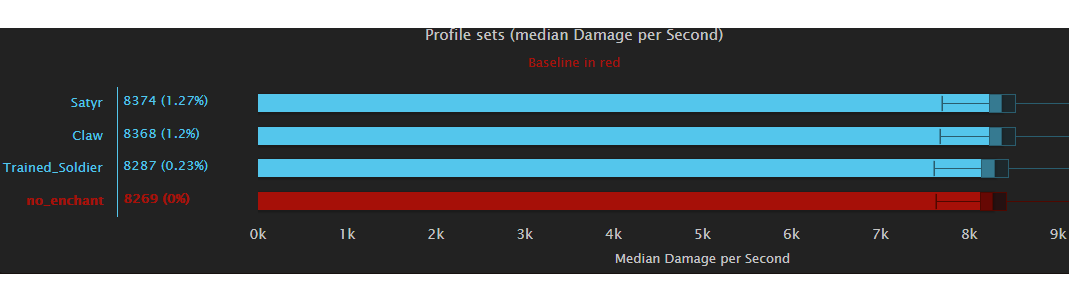 Profile sets (median Damage per Second)
Baseline in red
Satyr 8374 (1.27%)
Claw 8368 (1.2%)
Trained_Soldier 8287 (0.23%)
no_enchant 8269 (0%)
0k 1k 2k 3k 4k 5k 6k 7k 8k 9k
Median Damage per Second